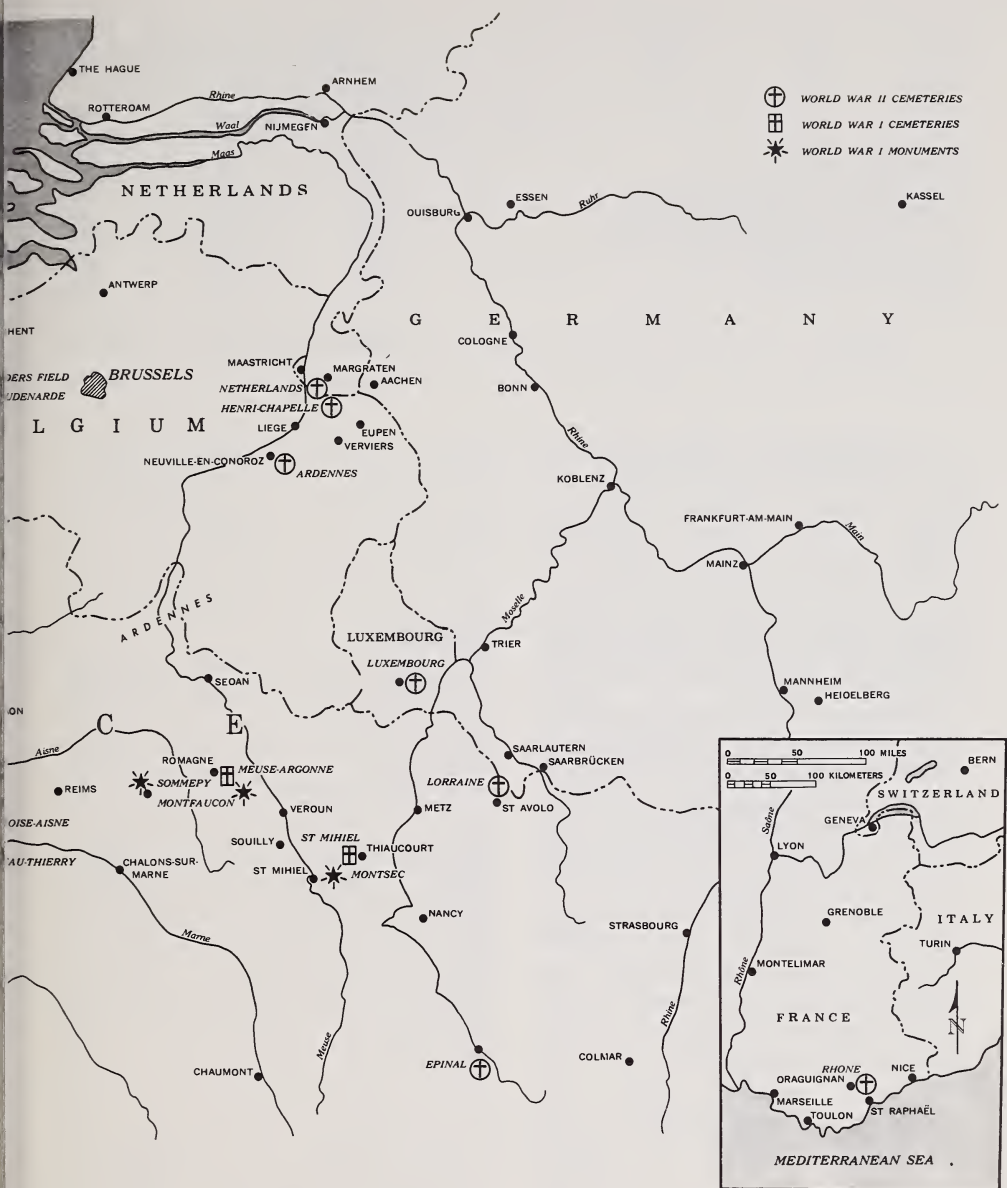 THE HAGUE
ARNHEM
Rhine
ROTTERDAM
Waal
NIJMEGEN
Maas
NETHERLANDS
WORLD WAR II CEMETERIES
WORLD WAR I CEMETERIES
WORLD WAR I MONUMENTS
ESSEN
Ruhr
KASSEL
OUISBURG
ANTWERP
GERMANY
HENT
COLOGNE
MAASTRICHT
MARGRATEN
DERS FIELD
BRUSSELS
NETHERLANDS
AACHEN
BONN
UDENARDE
HENRI-CHAPELLE
LGIUM
LIEGE
EUPEN
VERVIERS
Rhine
NEUVILLE-EN-CONOROZ
ARDENNES
KOBLENZ
FRANKFURT-AM-MAIN
Main
MAINZ
ARDENNES
Moselle
LUXEMBOURG
TRIER
LUXEMBOURG
SEOAN
MANNHEIM
HEIOELBERG
ON
C E
Aisne
ROMAGNE
MEUSE-ARGONNE
SAARLAUTERN
SAARBRÜCKEN
SOMMEPY
LORRAINE
REIMS
MONTFAUCON
ST AVOLO
VEROUN
METZ
OISE-AISNE
SOUILLY
ST MIHIEL
THIAUCOURT
AU-THIERRY
CHALONS-SUR-
MARNE
ST MIHIEL
MONTSEC
NANCY
STRASBOURG
Marne
Rhine
Meuse
EPINAL
COLMAR
CHAUMONT
0 50 100 MILES
0 50 100 KILOMETERS
BERN
SWITZERLAND
Saône
GENEVA
LYON
GRENOBLE
ITALY
TURIN
Rhône
MONTELIMAR
FRANCE
N
RHONE
NICE
ORAGUIGNAN
MARSEILLE
ST RAPHAËL
TOULON
MEDITERRANEAN SEA